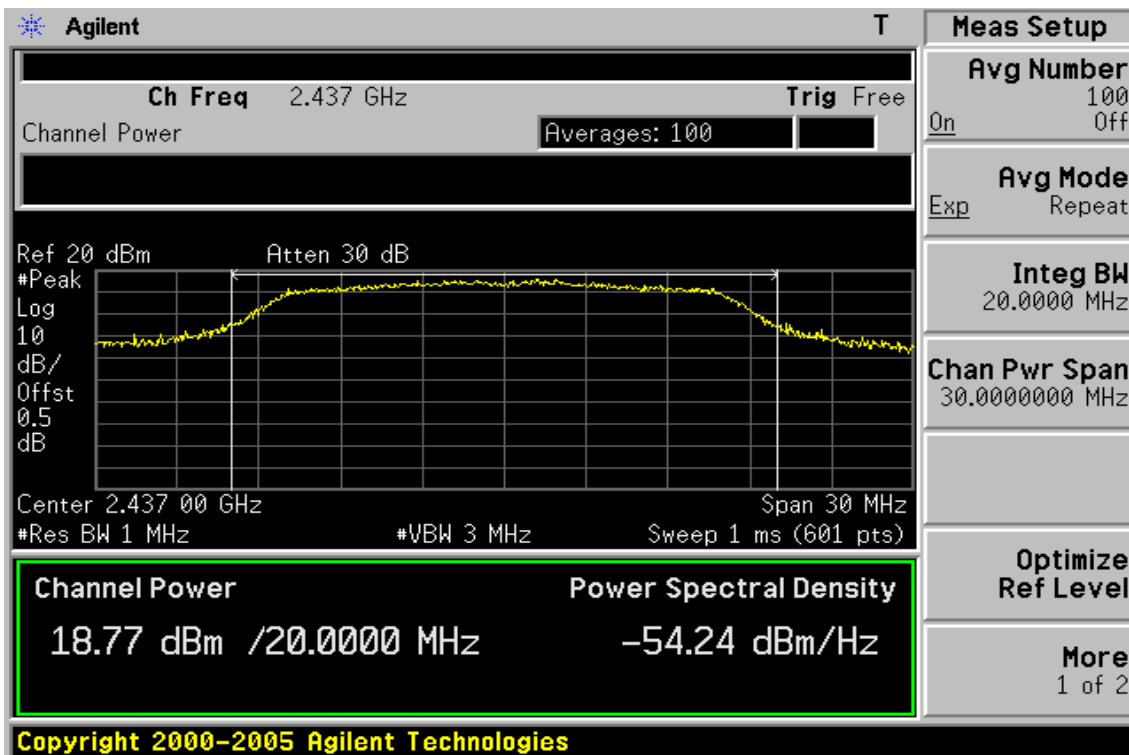 Agilent T
Ch Freq 2.437 GHz Trig Free
Channel Power Averages: 100
Ref 20 dBm Atten 30 dB
#Peak
Log
10
dB/
Offst
0.5
dB
Center 2.437 00 GHz Span 30 MHz
#Res BW 1 MHz #VBW 3 MHz Sweep 1 ms (601 pts)
Channel Power Power Spectral Density
18.77 dBm /20.0000 MHz -54.24 dBm/Hz
Copyright 2000-2005 Agilent Technologies
Meas Setup
Avg Number
100
On Off
Avg Mode
Exp Repeat
Integ BW
20.0000 MHz
Chan Pwr Span
30.0000000 MHz
Optimize
Ref Level
More
1 of 2